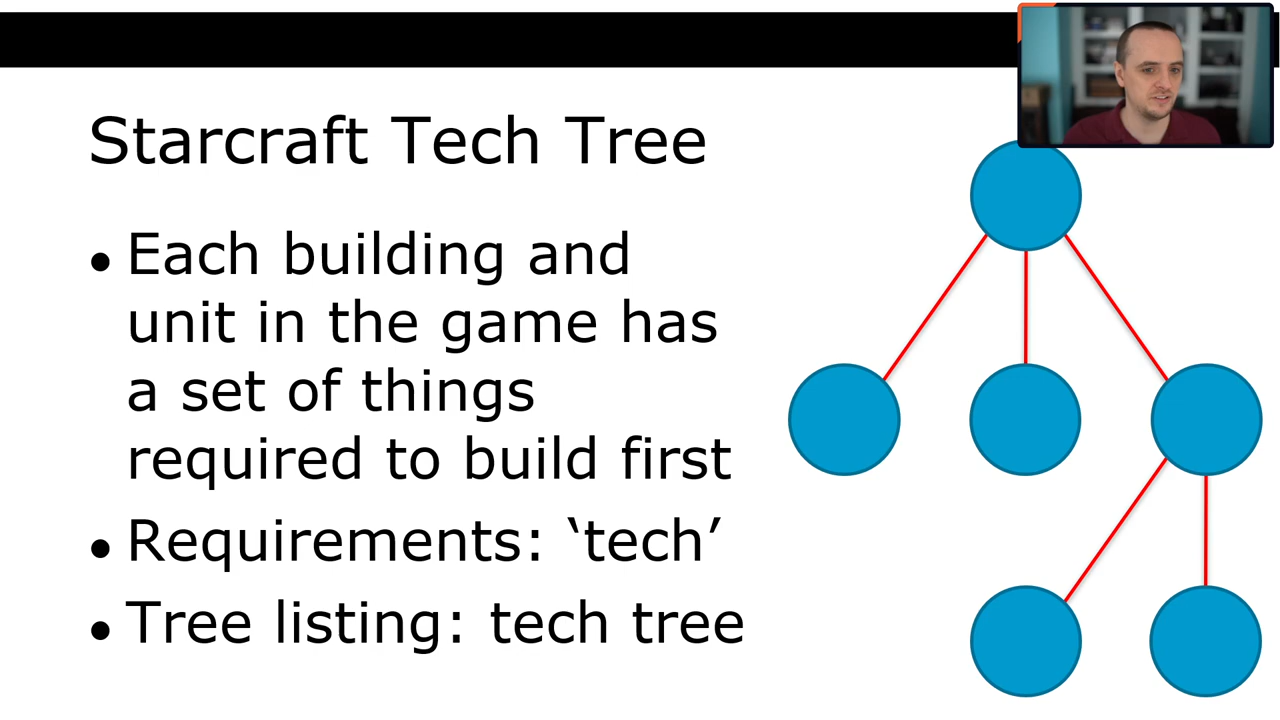 Starcraft Tech Tree
• Each building and
unit in the game has
a set of things
required to build first
• Requirements: ‘tech’
• Tree listing: tech tree